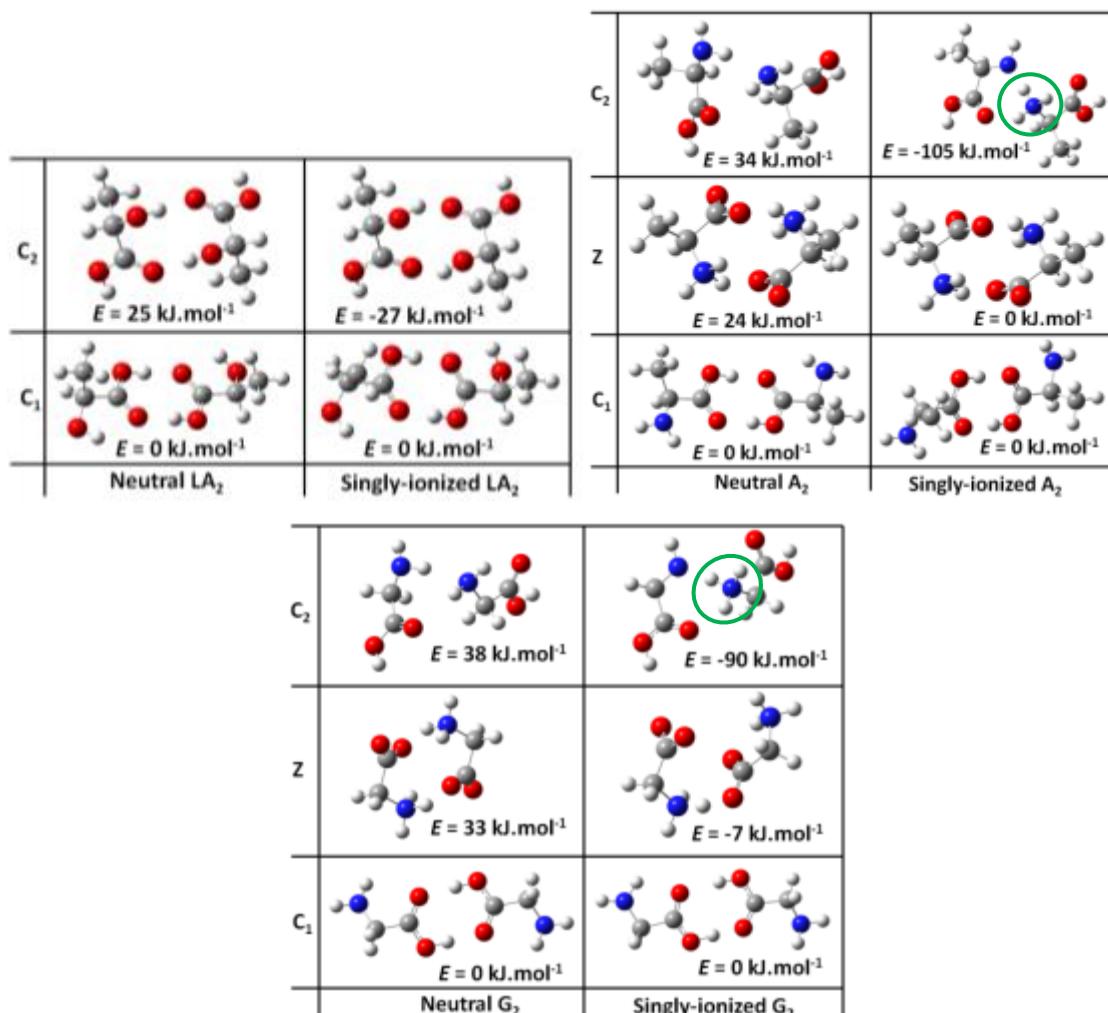 C₂
E = 25 kJ.mol⁻¹
E = -27 kJ.mol⁻¹
C₁
E = 0 kJ.mol⁻¹
E = 0 kJ.mol⁻¹
Neutral LA₂
Singly-ionized LA₂
C₂
E = 34 kJ.mol⁻¹
E = -105 kJ.mol⁻¹
Z
E = 24 kJ.mol⁻¹
E = 0 kJ.mol⁻¹
C₁
E = 0 kJ.mol⁻¹
E = 0 kJ.mol⁻¹
Neutral A₂
Singly-ionized A₂
C₂
E = 38 kJ.mol⁻¹
E = -90 kJ.mol⁻¹
Z
E = 33 kJ.mol⁻¹
E = -7 kJ.mol⁻¹
C₁
E = 0 kJ.mol⁻¹
E = 0 kJ.mol⁻¹
Neutral G₂
Singly-ionized G₂